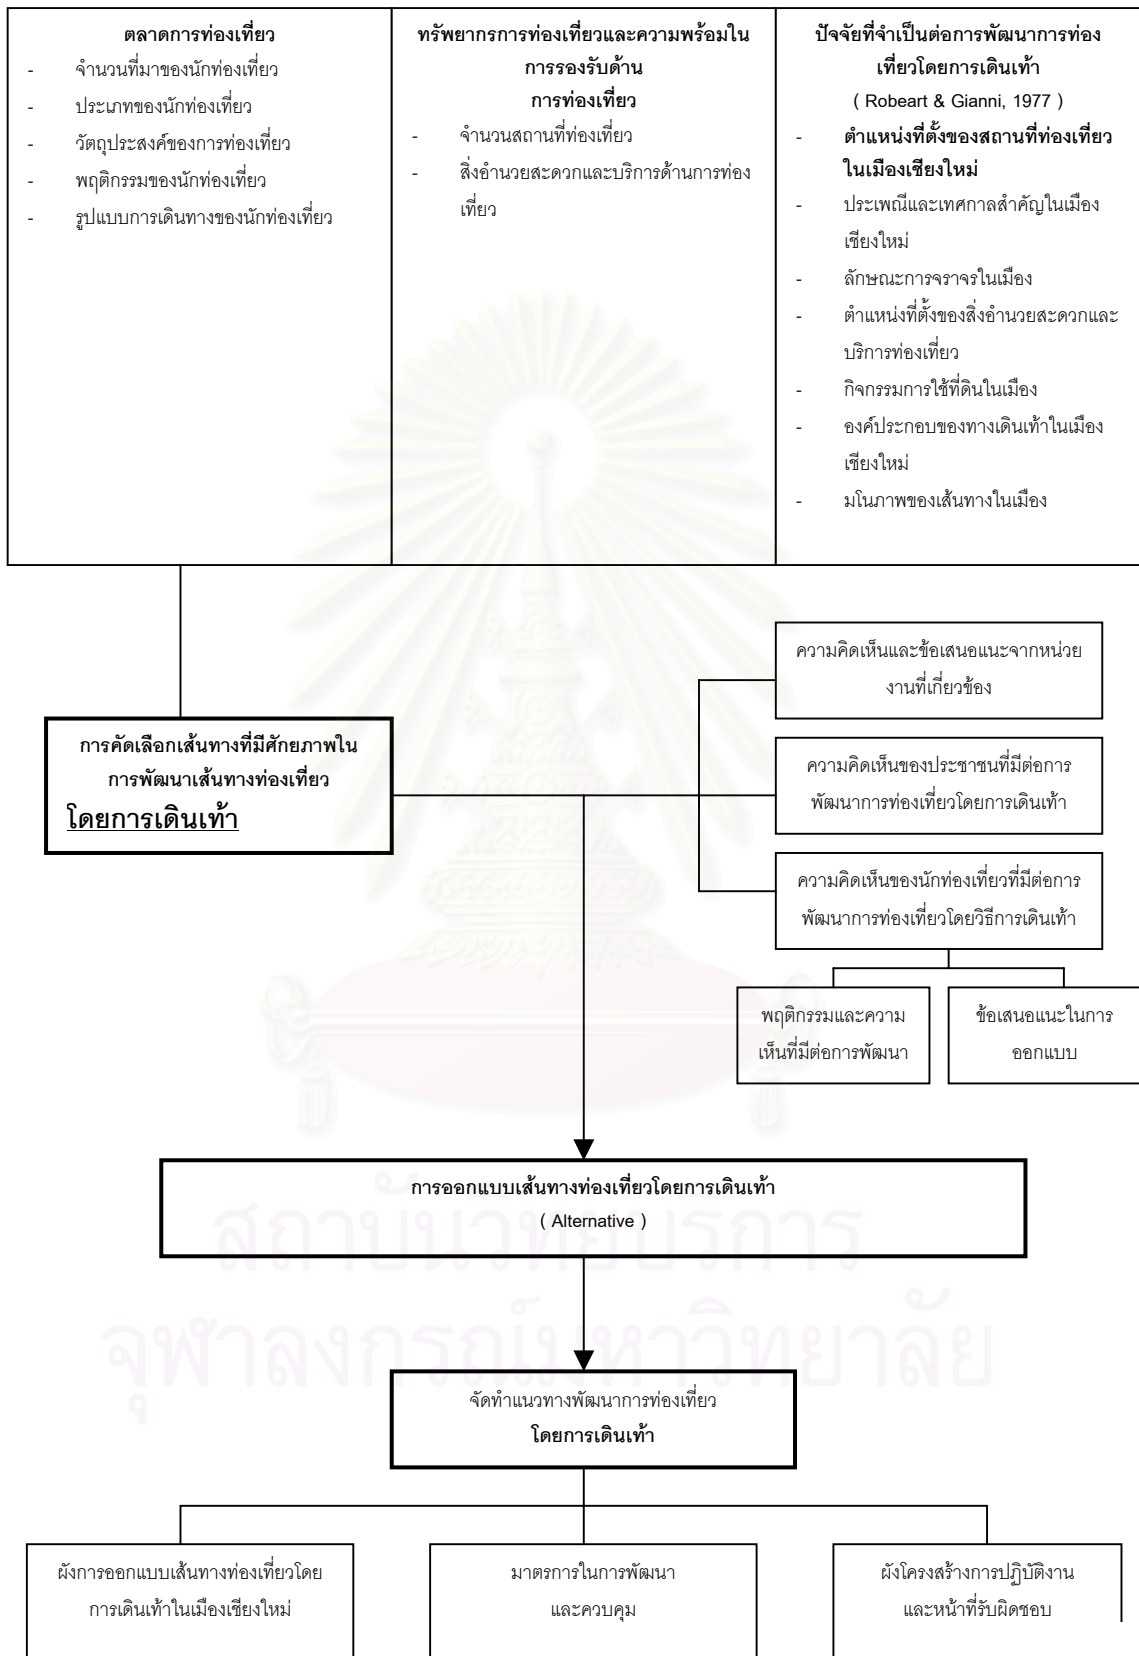 ตลาดการท่องเที่ยว
- จำนวนที่มาของนักท่องเที่ยว
- ประเภทของนักท่องเที่ยว
- วัตถุประสงค์ของการท่องเที่ยว
- พฤติกรรมของนักท่องเที่ยว
- รูปแบบการเดินทางของนักท่องเที่ยว
ทรัพยากรการท่องเที่ยวและความพร้อมใน
การรองรับด้าน
การท่องเที่ยว
- จำนวนสถานที่ท่องเที่ยว
- สิ่งอำนวยสะดวกและบริการด้านการท่อง
เที่ยว
ปัจจัยที่จำเป็นต่อการพัฒนาการท่อง
เที่ยวโดยการเดินเท้า
( Robeart & Gianni, 1977 )
- ตำแหน่งที่ตั้งของสถานที่ท่องเที่ยว
ในเมืองเชียงใหม่
- ประเพณีและเทศกาลสำคัญในเมือง
เชียงใหม่
- ลักษณะการจราจรในเมือง
- ตำแหน่งที่ตั้งของสิ่งอำนวยสะดวกและ
บริการท่องเที่ยว
- กิจกรรมการใช้ที่ดินในเมือง
- องค์ประกอบของทางเดินเท้าในเมือง
เชียงใหม่
- มโนภาพของเส้นทางในเมือง
ความคิดเห็นและข้อเสนอแนะจากหน่วย
งานที่เกี่ยวข้อง
การคัดเลือกเส้นทางที่มีศักยภาพใน
การพัฒนาเส้นทางท่องเที่ยว
โดยการเดินเท้า
ความคิดเห็นของประชาชนที่มีต่อการ
พัฒนาการท่องเที่ยวโดยการเดินเท้า
ความคิดเห็นของนักท่องเที่ยวที่มีต่อการ
พัฒนาการท่องเที่ยวโดยวิธีการเดินเท้า
พฤติกรรมและความ
เห็นที่มีต่อการพัฒนา
ข้อเสนอแนะในการ
ออกแบบ
การออกแบบเส้นทางท่องเที่ยวโดยการเดินเท้า
( Alternative )
สถาบันวิทยบริการ
จุฬาลงกรณ์มหาวิทยาลัย
จัดทำแนวทางพัฒนาการท่องเที่ยว
โดยการเดินเท้า
ผังการออกแบบเส้นทางท่องเที่ยวโดย
การเดินเท้าในเมืองเชียงใหม่
มาตรการในการพัฒนา
และควบคุม
ผังโครงสร้างการปฏิบัติงาน
และหน้าที่รับผิดชอบ